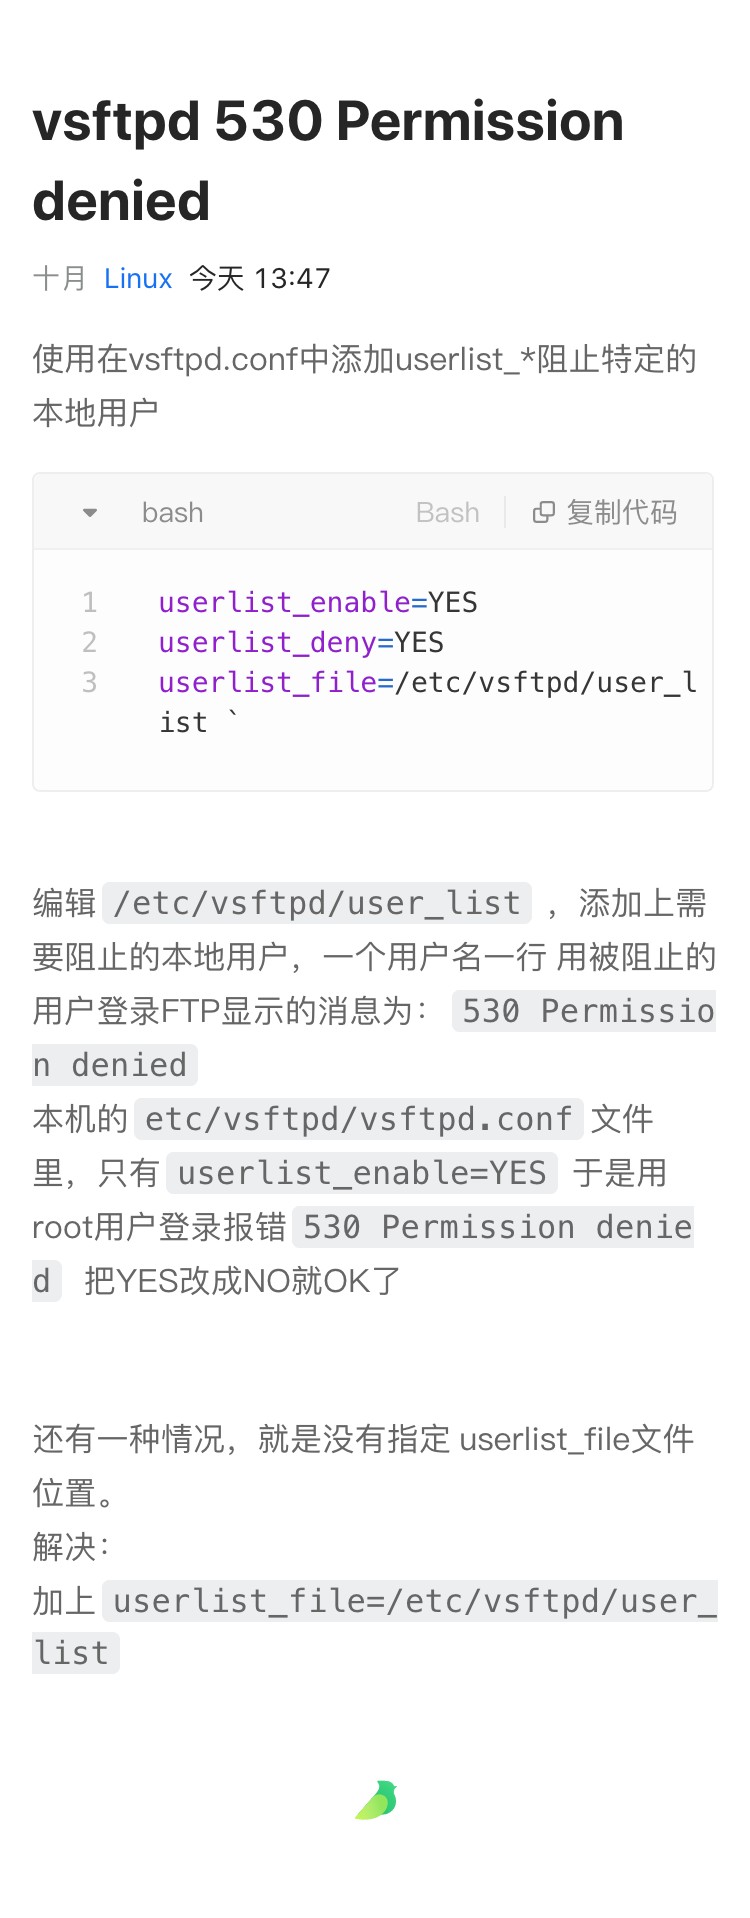 vsftpd 530 Permission
denied
十月 Linux 今天 13:47
使用在vsftpd.conf中添加userlist_*阻止特定的
本地用户
bash Bash 复制代码
1 userlist_enable=YES
2 userlist_deny=YES
3 userlist_file=/etc/vsftpd/user_l
ist `
编辑 /etc/vsftpd/user_list ，添加上需
要阻止的本地用户，一个用户名一行 用被阻止的
用户登录FTP显示的消息为： 530 Permissio
n denied
本机的 etc/vsftpd/vsftpd.conf 文件
里，只有 userlist_enable=YES 于是用
root用户登录报错 530 Permission denie
d 把YES改成NO就OK了
还有一种情况，就是没有指定 userlist_file文件
位置。
解决：
加上 userlist_file=/etc/vsftpd/user_
list